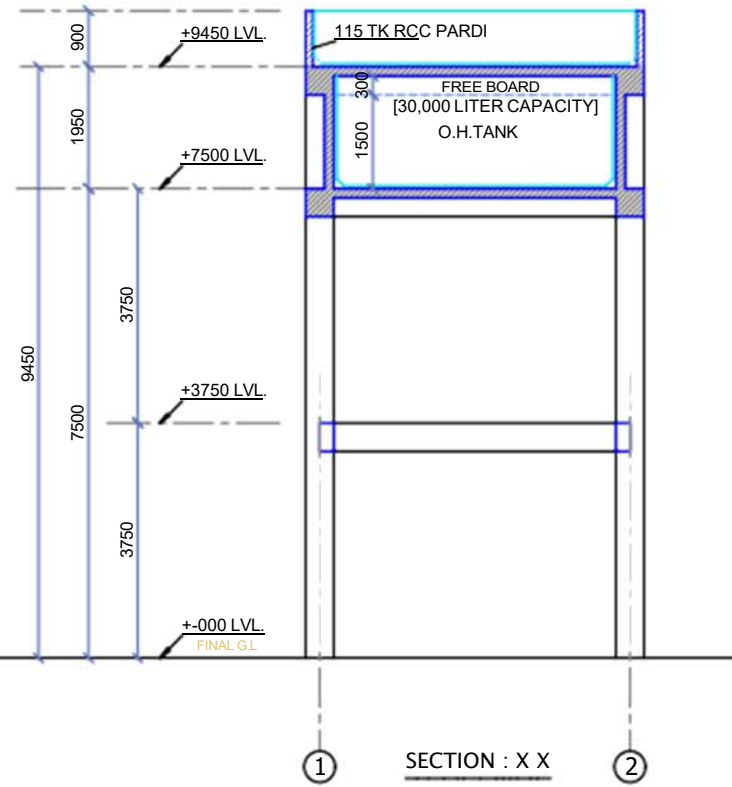 900
+9450 LVL.
115 TK RCC PARDI
300
FREE BOARD
[30,000 LITER CAPACITY]
O.H.TANK
1950
1500
+7500 LVL.
3750
9450
7500
+3750 LVL.
3750
+-000 LVL.
FINAL G.L
1
SECTION : X X
2